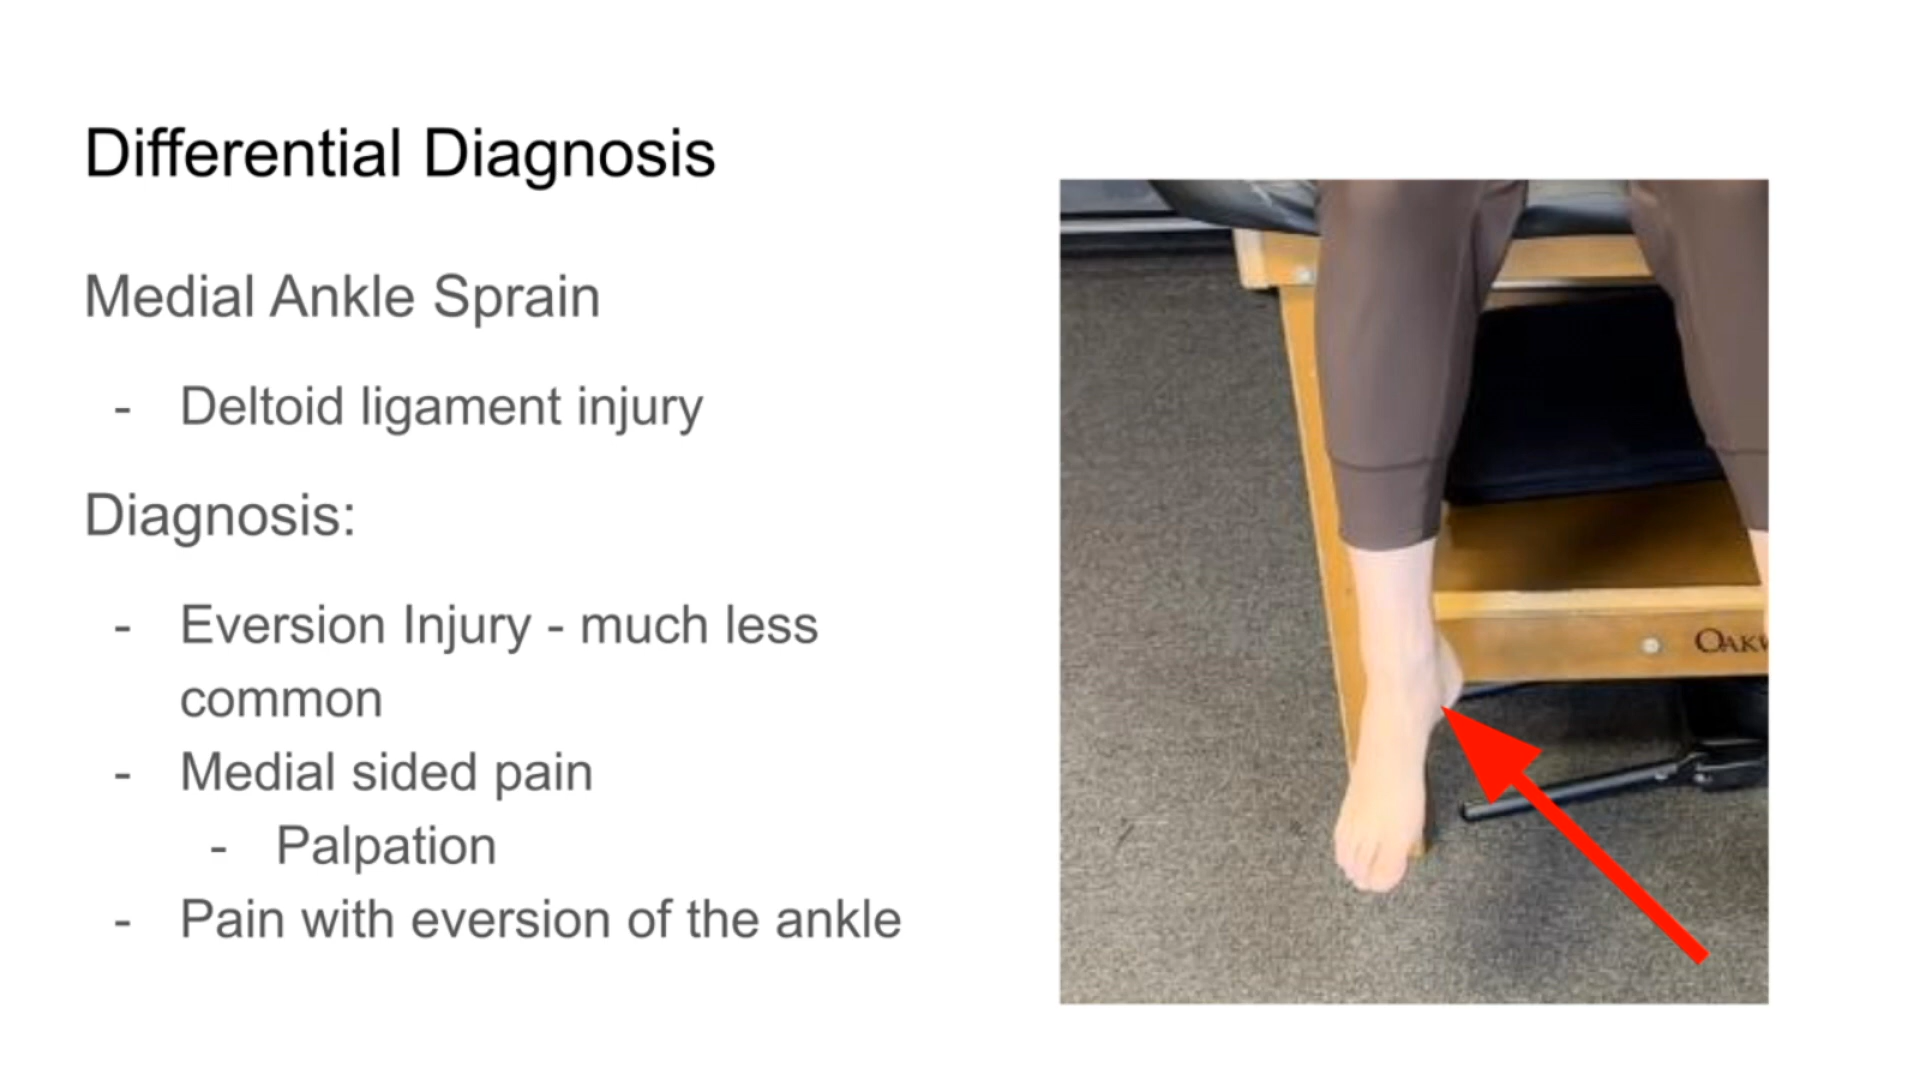 Differential Diagnosis
Medial Ankle Sprain
- Deltoid ligament injury
Diagnosis:
- Eversion Injury - much less
common
- Medial sided pain
- Palpation
- Pain with eversion of the ankle